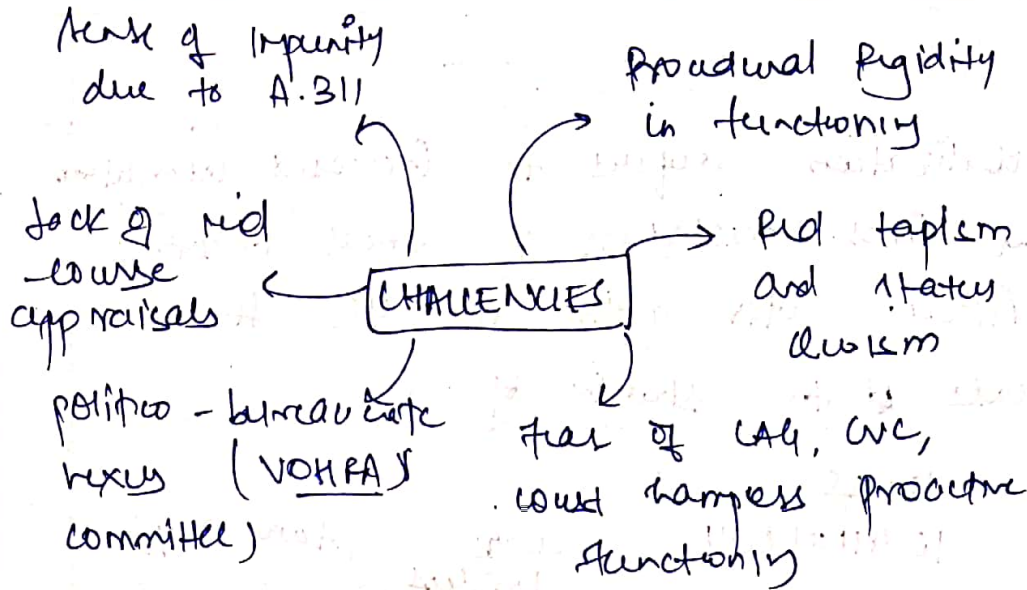 Sense of Impunity
due to A.311
Procedural Rigidity
in functioning
Lack of mid
-course
appraisals
CHALLENGES
Red tapism
and status
quoism
politico - bureaucratic
nexus (VOHRA
committee)
fear of CAG, CVC,
court hampers proactive
functioning